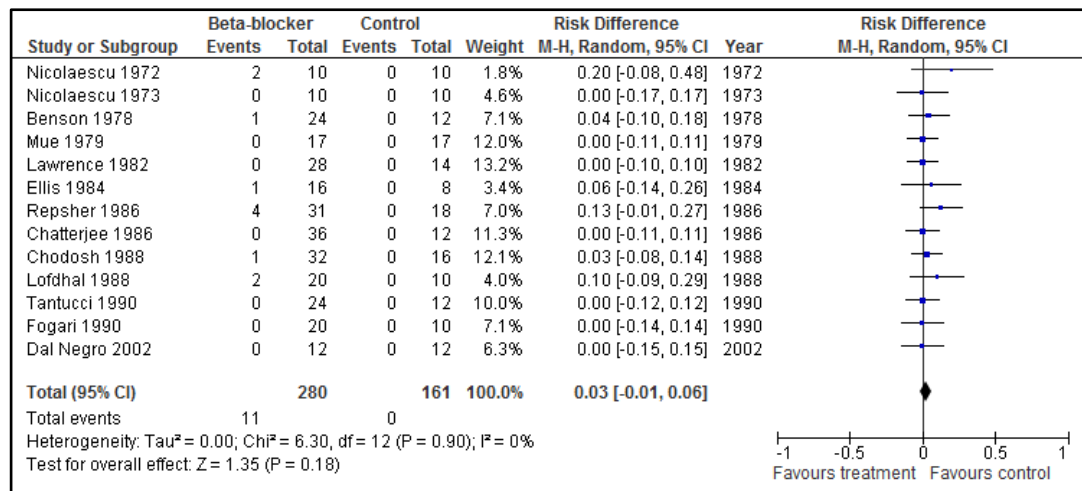 Beta-blocker Control Risk Difference Risk Difference
Study or Subgroup Events Total Events Total Weight M-H, Random, 95% CI Year M-H, Random, 95% CI
Nicolaescu 1972 2 10 0 10 1.8% 0.20 [-0.08, 0.48] 1972
Nicolaescu 1973 0 10 0 10 4.6% 0.00 [-0.17, 0.17] 1973
Benson 1978 1 24 0 12 7.1% 0.04 [-0.10, 0.18] 1978
Mue 1979 0 17 0 17 12.0% 0.00 [-0.11, 0.11] 1979
Lawrence 1982 0 28 0 14 13.2% 0.00 [-0.10, 0.10] 1982
Ellis 1984 1 16 0 8 3.4% 0.06 [-0.14, 0.26] 1984
Repsher 1986 4 31 0 18 7.0% 0.13 [-0.01, 0.27] 1986
Chatterjee 1986 0 36 0 12 11.3% 0.00 [-0.11, 0.11] 1986
Chodosh 1988 1 32 0 16 12.1% 0.03 [-0.08, 0.14] 1988
Lofdhal 1988 2 20 0 10 4.0% 0.10 [-0.09, 0.29] 1988
Tantucci 1990 0 24 0 12 10.0% 0.00 [-0.12, 0.12] 1990
Fogari 1990 0 20 0 10 7.1% 0.00 [-0.14, 0.14] 1990
Dal Negro 2002 0 12 0 12 6.3% 0.00 [-0.15, 0.15] 2002
Total (95% CI) 280 161 100.0% 0.03 [-0.01, 0.06]
Total events 11 0
Heterogeneity: Tau² = 0.00; Chi² = 6.30, df = 12 (P = 0.90); I² = 0%
Test for overall effect: Z = 1.35 (P = 0.18)
-1 -0.5 0 0.5 1
Favours treatment Favours control